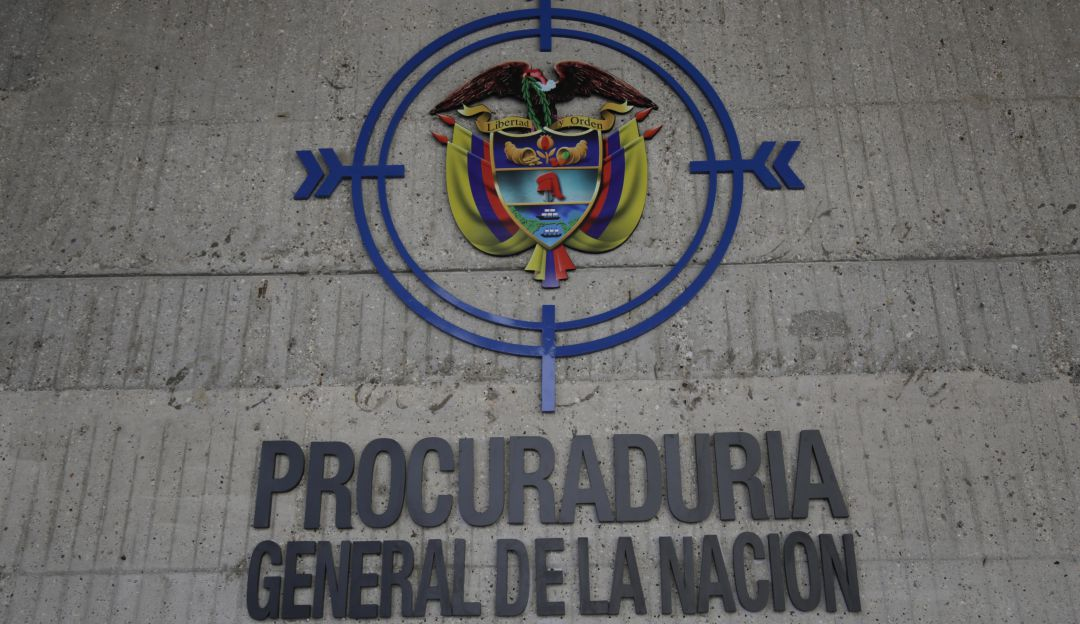 Libertad y Orden
PROCURADURIA
GENERAL DE LA NACION